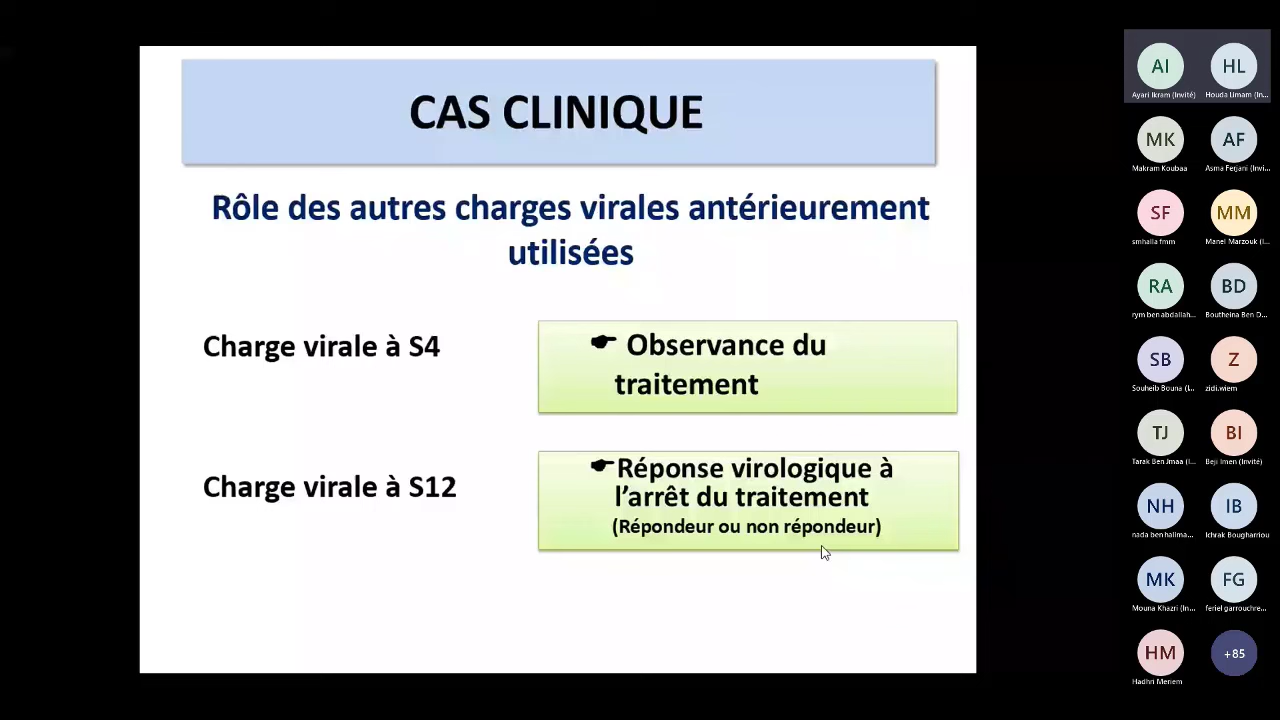 CAS CLINIQUE
Rôle des autres charges virales antérieurement
utilisées
Charge virale à S4
☛ Observance du
traitement
Charge virale à S12
☛Réponse virologique à
l’arrêt du traitement
(Répondeur ou non répondeur)
AI
HL
Ayari Ikram (Invité)
Houda Limam (In...
MK
AF
Makram Koubaa
Asma Ferjani (Invi...
SF
MM
smhalla fmm
Manel Marzouk (I...
RA
BD
rym ben abdallah...
Boutheina Ben D...
SB
Z
Souheib Bouna (I...
zidi.wiem
TJ
BI
Tarak Ben Jmaa (I...
Beji Imen (Invité)
NH
IB
nada ben halima...
Ichrak Bougharriou
MK
FG
Mouna Khazri (In...
feriel garrouchre...
HM
+85
Hadhri Meriem